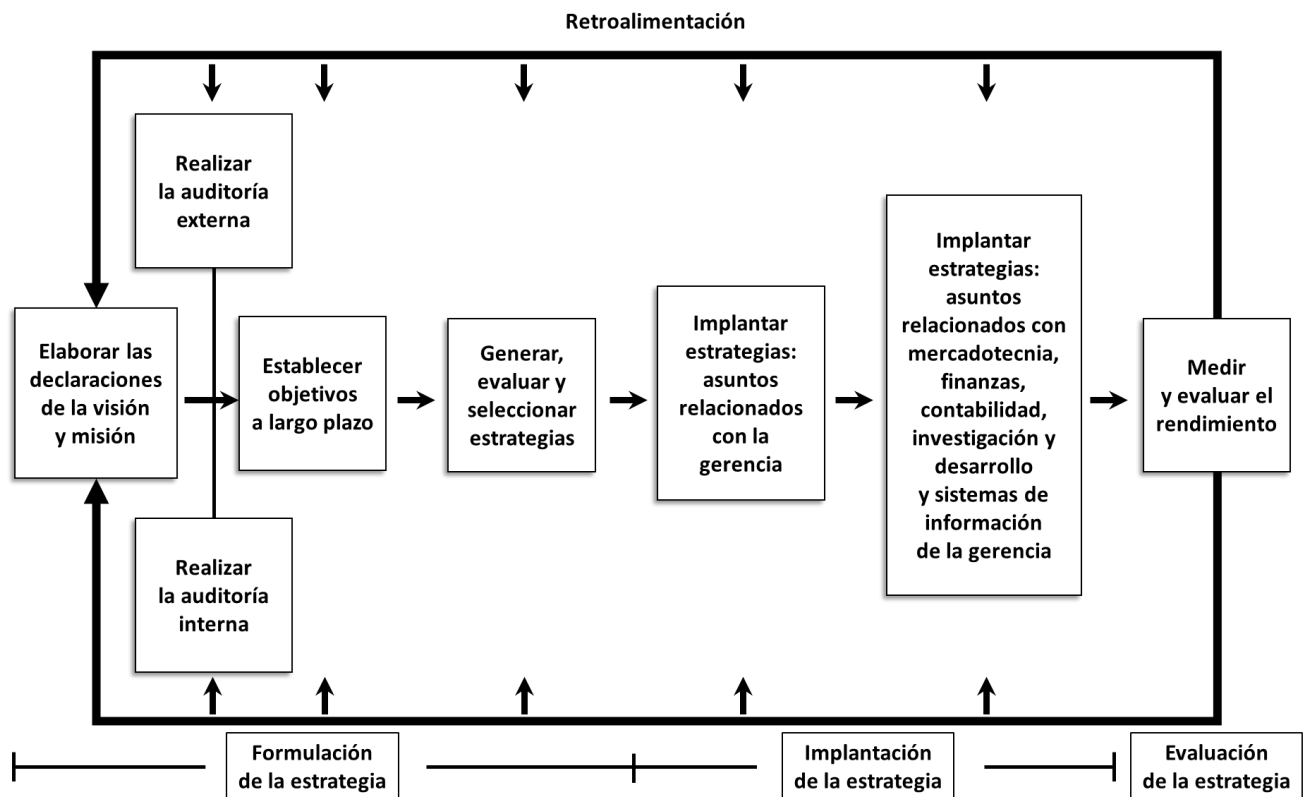 Retroalimentación
Realizar
la auditoría
externa
Elaborar las
declaraciones
de la visión
y misión
Realizar
la auditoría
interna
Establecer
objetivos
a largo plazo
Generar,
evaluar y
seleccionar
estrategias
Implantar
estrategias:
asuntos
relacionados
con la
gerencia
Implantar
estrategias:
asuntos
relacionados con
mercadotecnia,
finanzas,
contabilidad,
investigación y
desarrollo
y sistemas de
información
de la gerencia
Medir
y evaluar el
rendimiento
Formulación
de la estrategia
Implantación
de la estrategia
Evaluación
de la estrategia